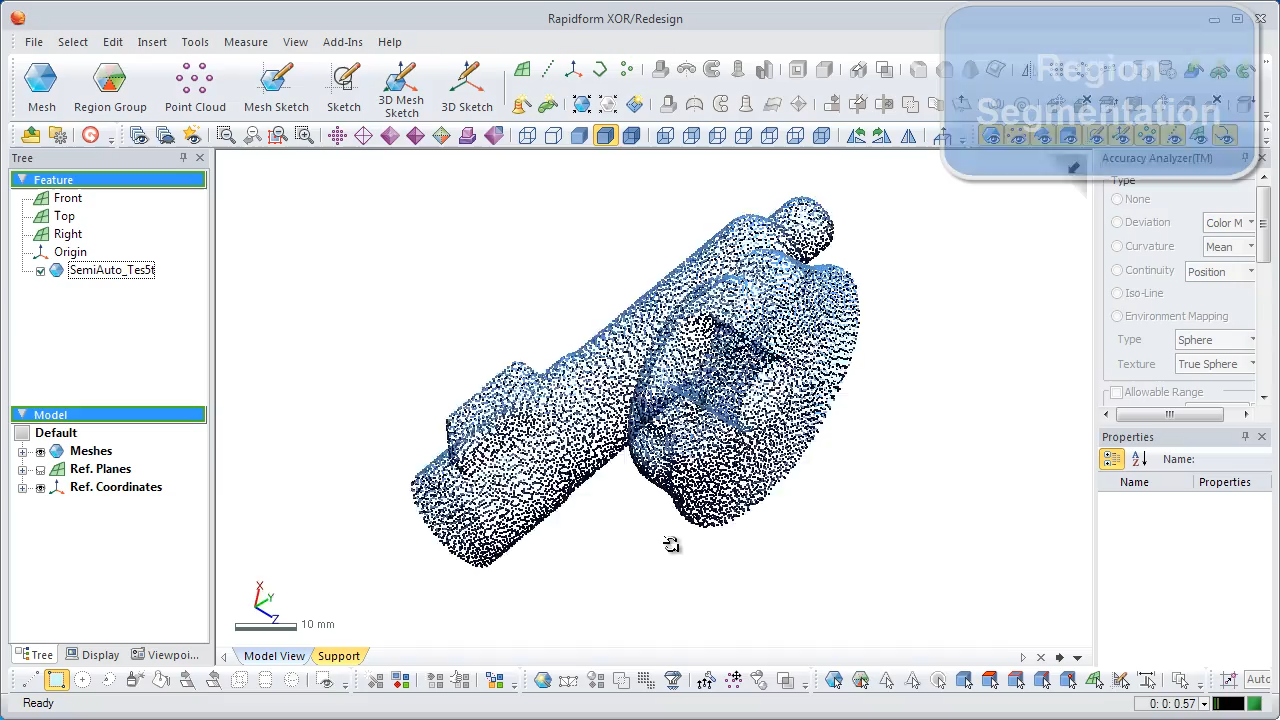 Rapidform XOR/Redesign
File Select Edit Insert Tools Measure View Add-Ins Help
Region
Segmentation
Mesh Region Group Point Cloud Mesh Sketch Sketch 3D Mesh
Sketch 3D Sketch
Tree
Accuracy Analyzer(TM)
Feature
Front
Top
Right
Origin
SemiAuto_Tes5t
Type
None
Deviation Color M
Curvature Mean
Continuity Position
Iso-Line
Environment Mapping
Type Sphere
Texture True Sphere
Allowable Range
Model
Default
Meshes
Ref. Planes
Ref. Coordinates
Properties
Name:
Name Properties
X
Y
Z
10 mm
Tree Display Viewpoi...
Model View Support
Auto
Ready
0: 0: 0.57